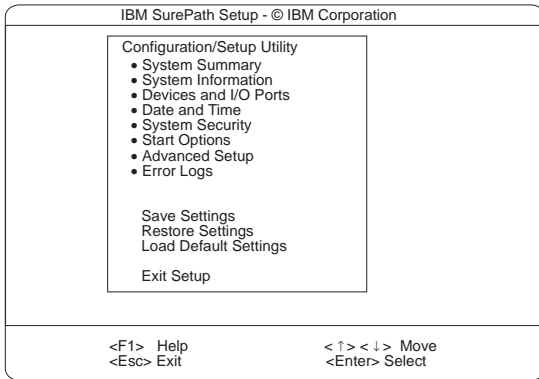 IBM SurePath Setup - © IBM Corporation
Configuration/Setup Utility
• System Summary
• System Information
• Devices and I/O Ports
• Date and Time
• System Security
• Start Options
• Advanced Setup
• Error Logs
Save Settings
Restore Settings
Load Default Settings
Exit Setup
<F1> Help <↑><↓> Move
<Esc> Exit <Enter> Select